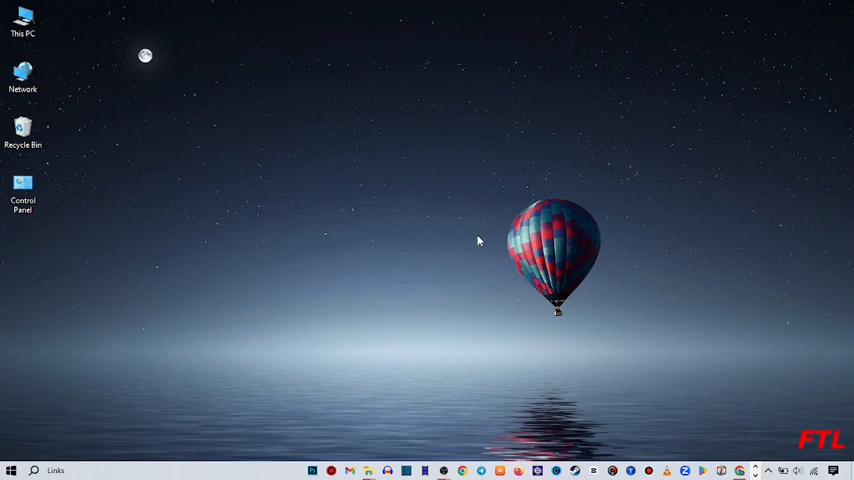 This PC
Network
Recycle Bin
Control
Panel
FTL
Links